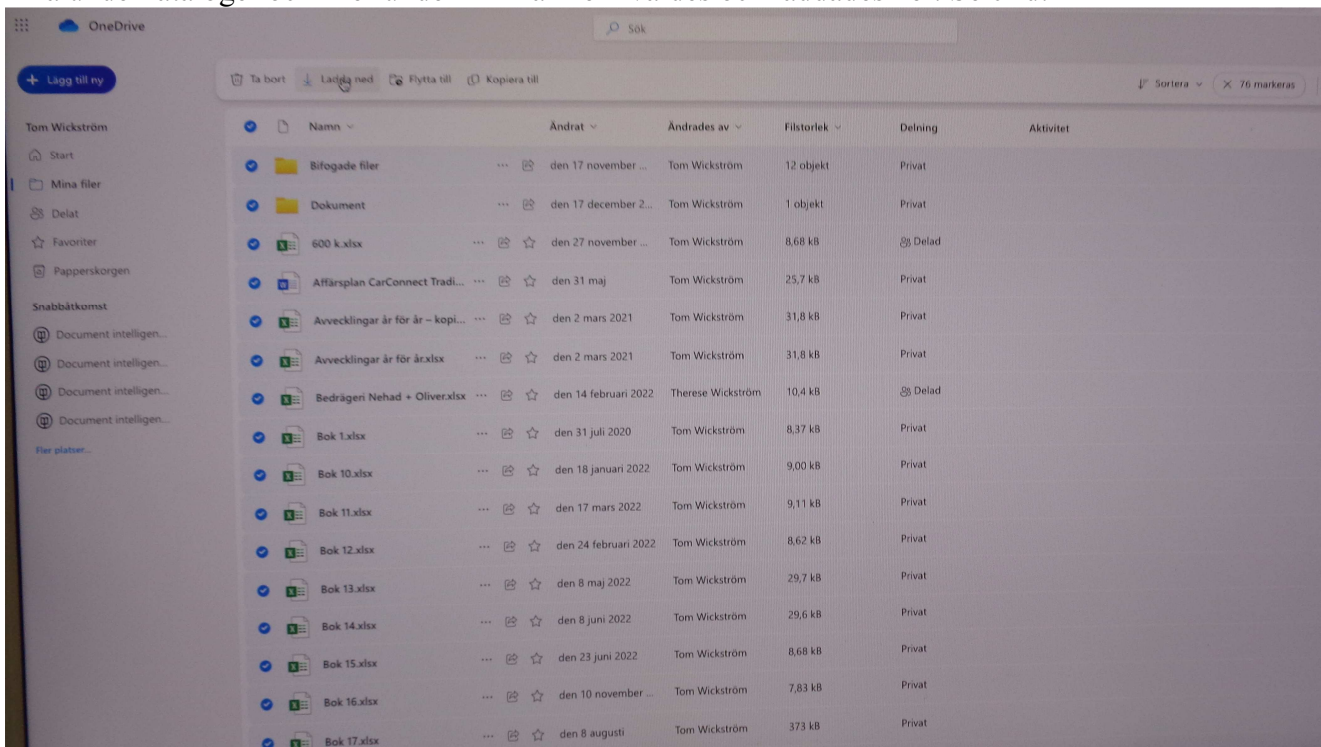 OneDrive
Sök
Lägg till ny
Ta bort Ladda ned Flytta till Kopiera till Sortera 76 markeras
Tom Wickström
Start
Mina filer
Delat
Favoriter
Papperskorgen
Snabbåtkomst
Document intelligen...
Document intelligen...
Document intelligen...
Document intelligen...
Fler platser...
Namn Ändrat Ändrades av Filstorlek Delning Aktivitet
Bifogade filer ... den 17 november ... Tom Wickström 12 objekt Privat
Dokument ... den 17 december 2... Tom Wickström 1 objekt Privat
600 k.xlsx ... den 27 november ... Tom Wickström 8,68 kB Delad
Affärsplan CarConnect Tradi... ... den 31 maj Tom Wickström 25,7 kB Privat
Avvecklingar år för år – kopi... ... den 2 mars 2021 Tom Wickström 31,8 kB Privat
Avvecklingar år för år.xlsx ... den 2 mars 2021 Tom Wickström 31,8 kB Privat
Bedrägeri Nehad + Oliver.xlsx ... den 14 februari 2022 Therese Wickström 10,4 kB Delad
Bok 1.xlsx ... den 31 juli 2020 Tom Wickström 8,37 kB Privat
Bok 10.xlsx ... den 18 januari 2022 Tom Wickström 9,00 kB Privat
Bok 11.xlsx ... den 17 mars 2022 Tom Wickström 9,11 kB Privat
Bok 12.xlsx ... den 24 februari 2022 Tom Wickström 8,62 kB Privat
Bok 13.xlsx ... den 8 maj 2022 Tom Wickström 29,7 kB Privat
Bok 14.xlsx ... den 8 juni 2022 Tom Wickström 29,6 kB Privat
Bok 15.xlsx ... den 23 juni 2022 Tom Wickström 8,68 kB Privat
Bok 16.xlsx ... den 10 november ... Tom Wickström 7,83 kB Privat
Bok 17.xlsx ... den 8 augusti Tom Wickström 373 kB Privat